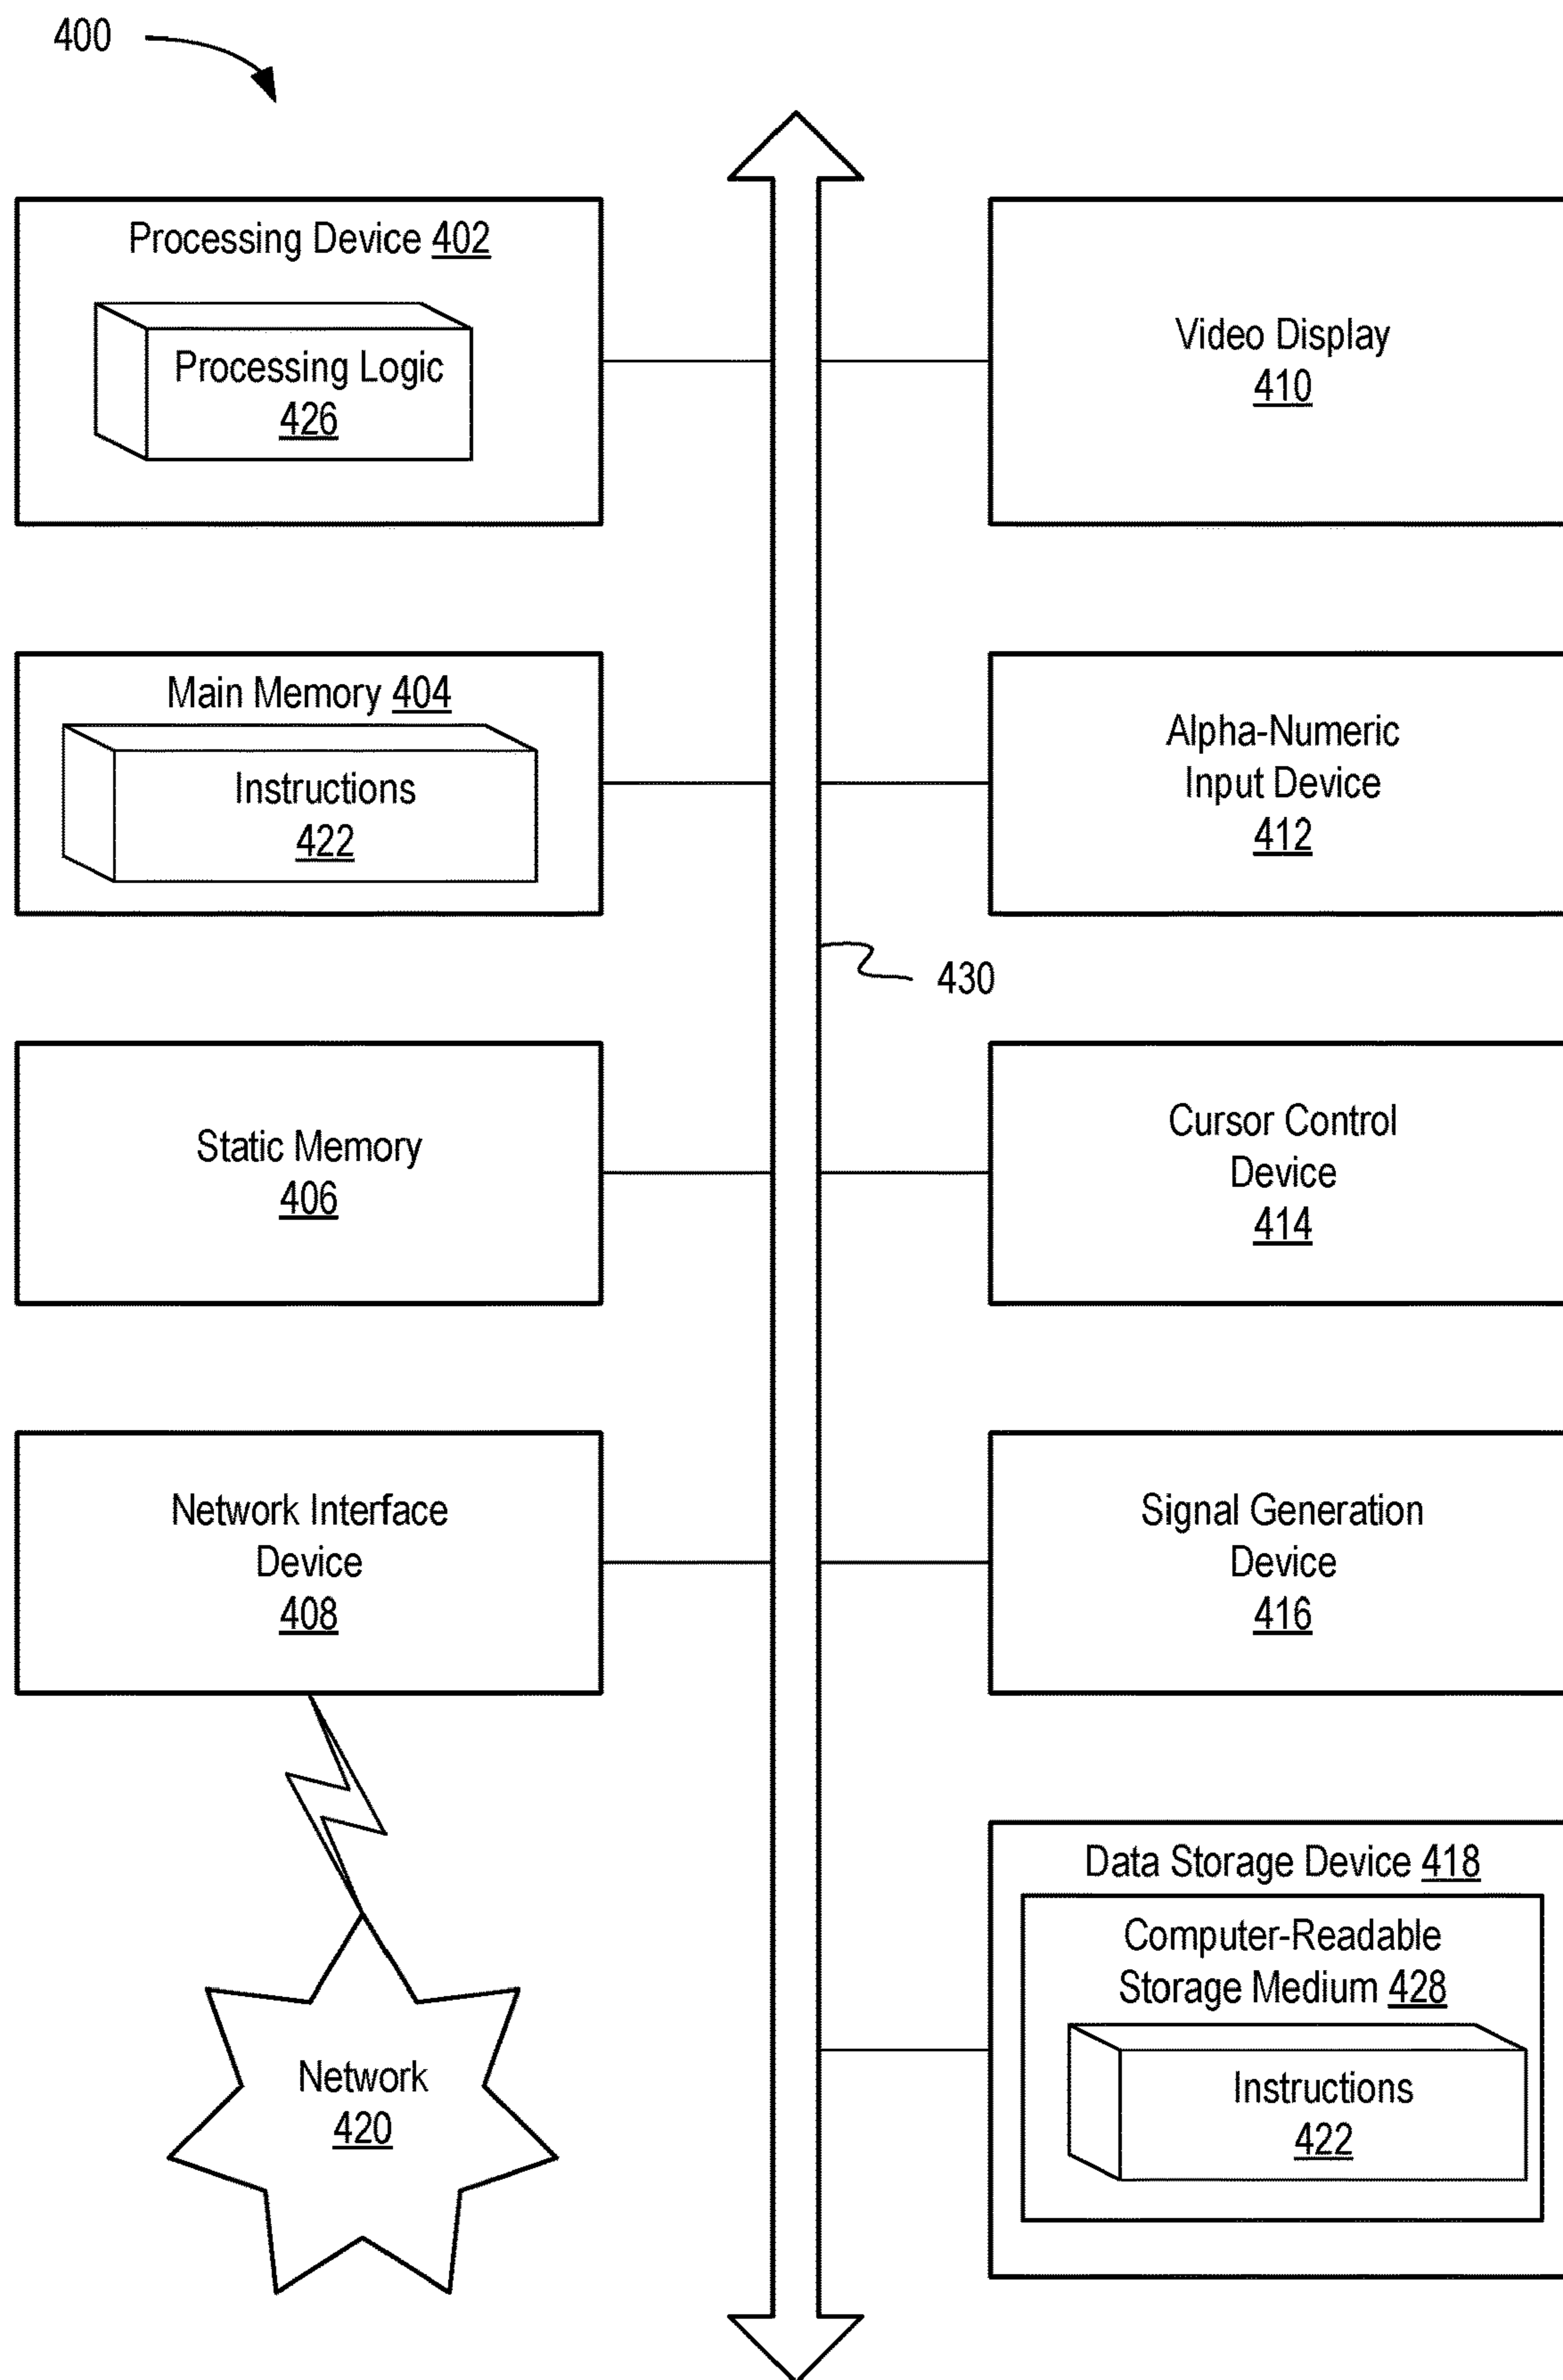 400
Processing Device 402
Processing Logic
426
Video Display
410
Main Memory 404
Instructions
422
Alpha-Numeric
Input Device
412
430
Static Memory
406
Cursor Control
Device
414
Network Interface
Device
408
Signal Generation
Device
416
Data Storage Device 418
Computer-Readable
Storage Medium 428
Instructions
422
Network
420